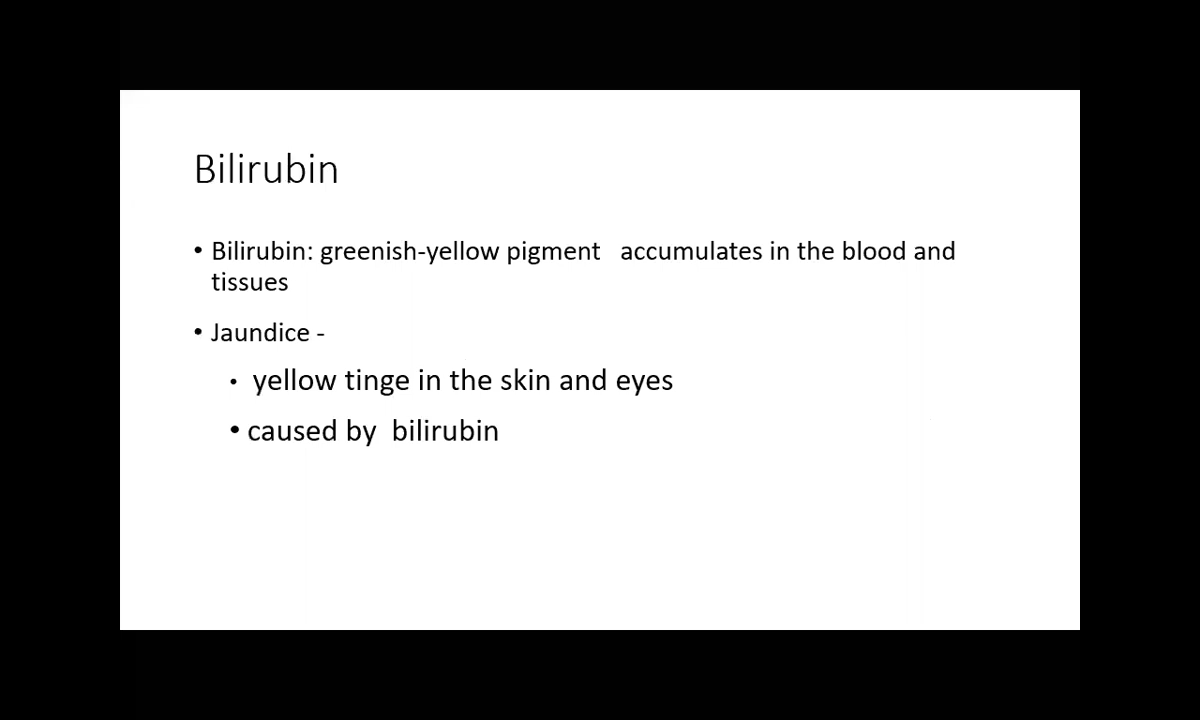 Bilirubin
• Bilirubin: greenish-yellow pigment   accumulates in the blood and
tissues
• Jaundice -
•  yellow tinge in the skin and eyes
• caused by  bilirubin